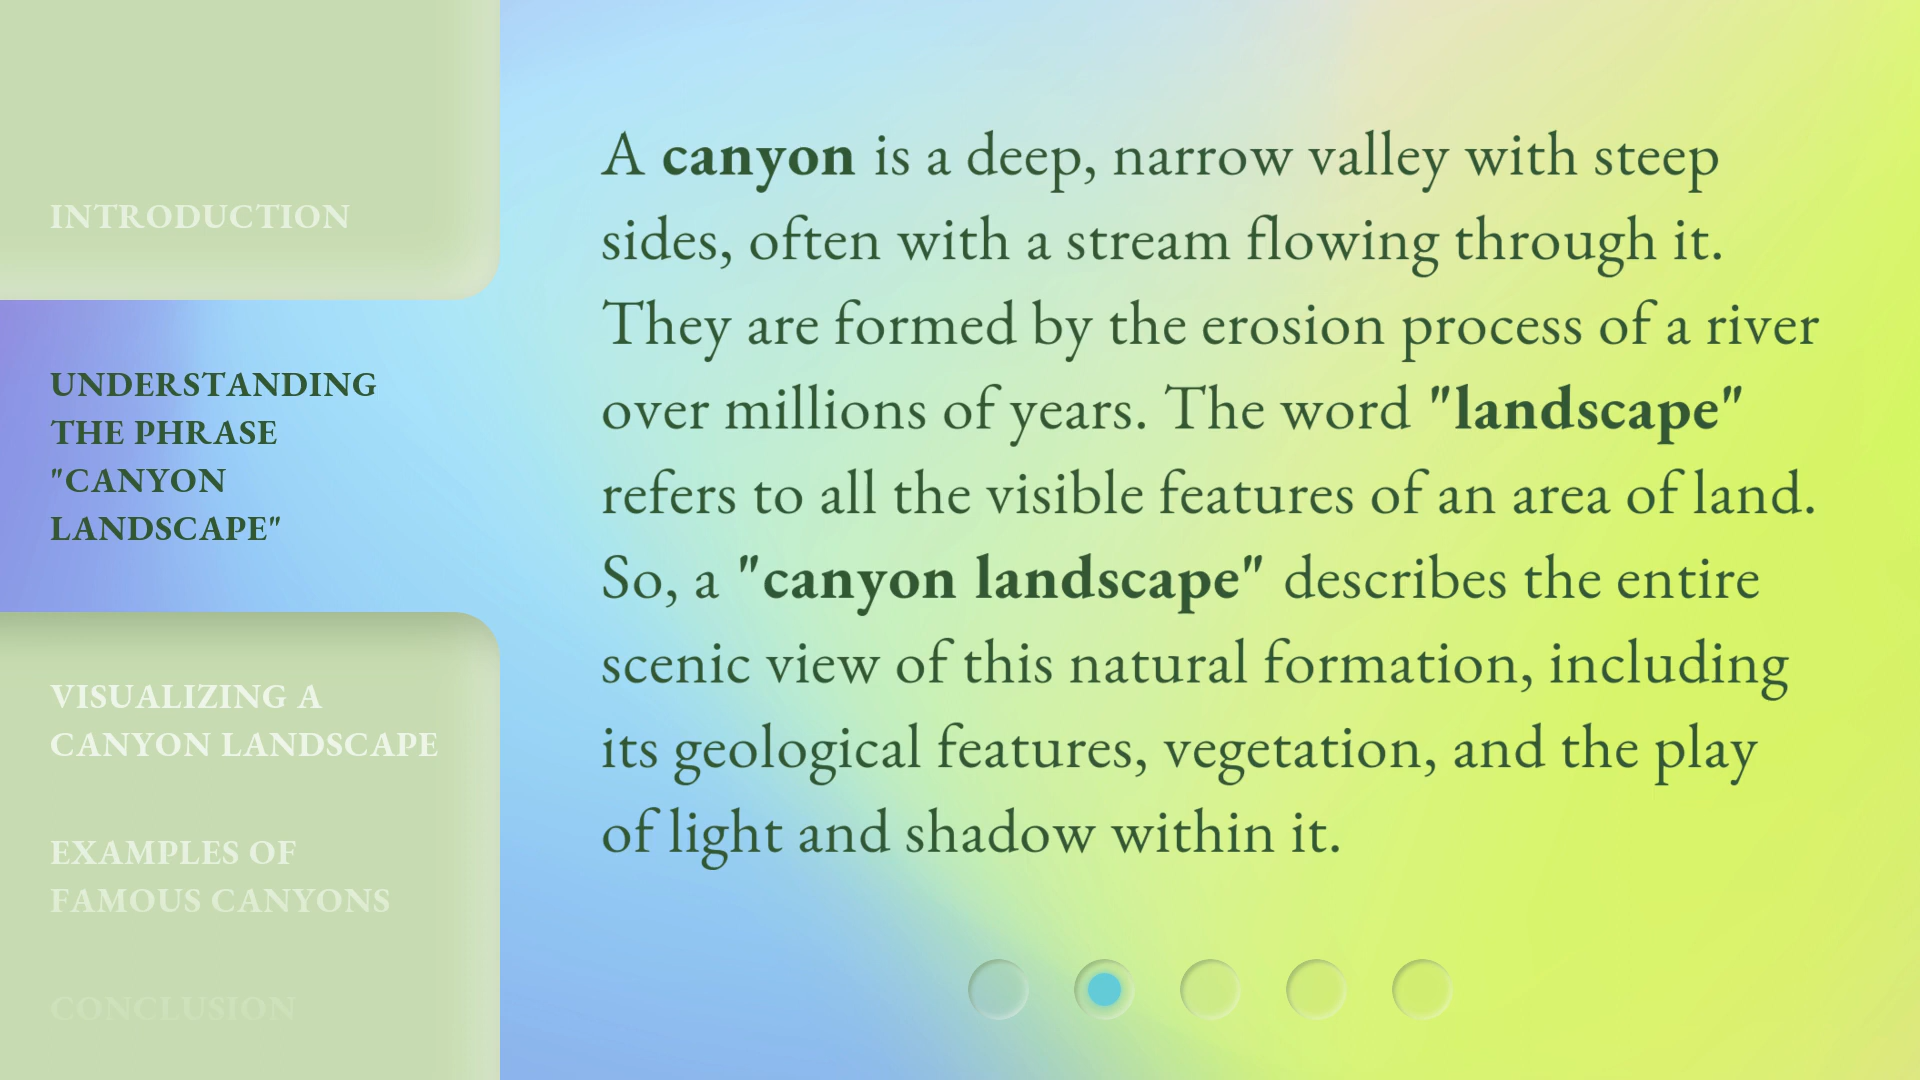 INTRODUCTION
UNDERSTANDING
THE PHRASE
"CANYON
LANDSCAPE"
VISUALIZING A
CANYON LANDSCAPE
EXAMPLES OF
FAMOUS CANYONS
CONCLUSION
A canyon is a deep, narrow valley with steep
sides, often with a stream flowing through it.
They are formed by the erosion process of a river
over millions of years. The word "landscape"
refers to all the visible features of an area of land.
So, a "canyon landscape" describes the entire
scenic view of this natural formation, including
its geological features, vegetation, and the play
of light and shadow within it.